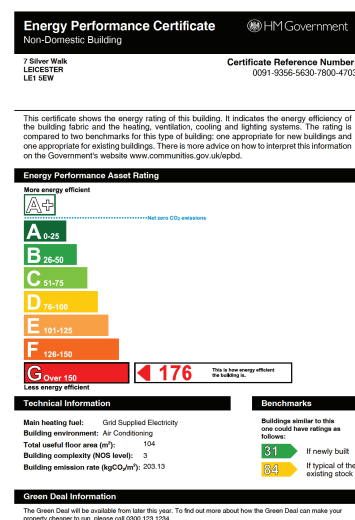 Energy Performance Certificate
HM Government
Non-Domestic Building
7 Silver Walk
LEICESTER
LE1 5EW
Certificate Reference Number:
0091-9356-5630-7800-4703
This certificate shows the energy rating of this building. It indicates the energy efficiency of
the building fabric and the heating, ventilation, cooling and lighting systems. The rating is
compared to two benchmarks for this type of building: one appropriate for new buildings and
one appropriate for existing buildings. There is more advice on how to interpret this information
on the Government's website www.communities.gov.uk/epbd.
Energy Performance Asset Rating
More energy efficient
A+
Net zero CO₂ emissions
A 0-25
B 26-50
C 51-75
D 76-100
E 101-125
F 126-150
G Over 150
176
This is how energy efficient
the building is.
Less energy efficient
Technical Information
Main heating fuel: Grid Supplied Electricity
Building environment: Air Conditioning
Total useful floor area (m²): 104
Building complexity (NOS level): 3
Building emission rate (kgCO₂/m²): 203.13
Benchmarks
Buildings similar to this
one could have ratings as
follows:
31 If newly built
84 If typical of the
existing stock
Green Deal Information
The Green Deal will be available from later this year. To find out more about how the Green Deal can make your
property cheaper to run, please call 0300 123 1234.